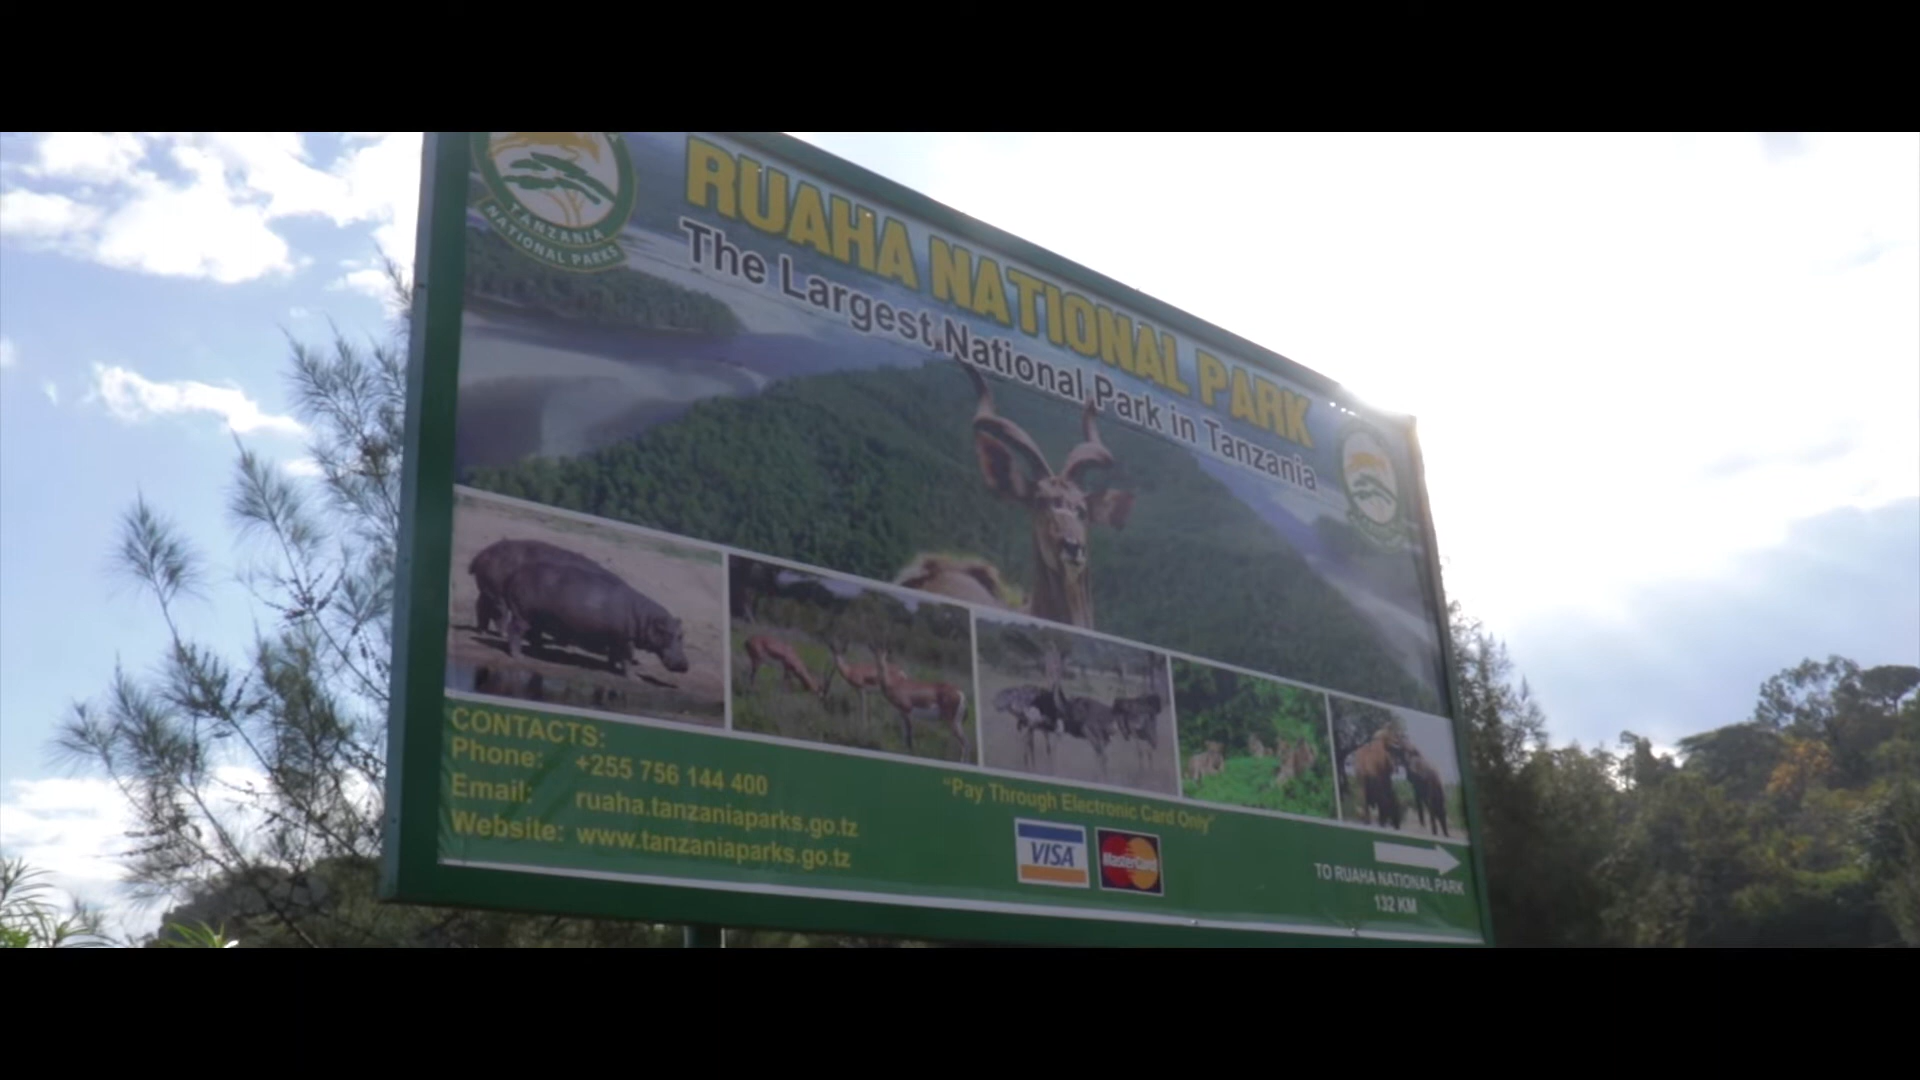 TANZANIA
NATIONAL PARKS
RUAHA NATIONAL PARK
The Largest National Park in Tanzania
CONTACTS:
Phone: +255 756 144 400
Email: ruaha.tanzaniaparks.go.tz
Website: www.tanzaniaparks.go.tz
"Pay Through Electronic Card Only"
VISA
MasterCard
TO RUAHA NATIONAL PARK
132 KM